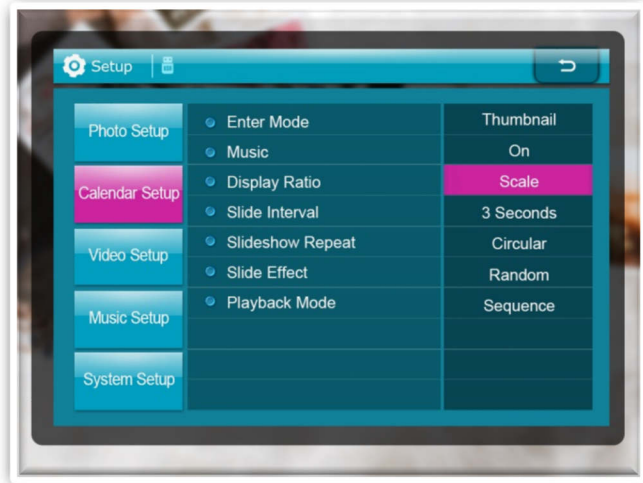 Setup
Photo Setup
Calendar Setup
Video Setup
Music Setup
System Setup
Enter Mode Thumbnail
Music On
Display Ratio Scale
Slide Interval 3 Seconds
Slideshow Repeat Circular
Slide Effect Random
Playback Mode Sequence